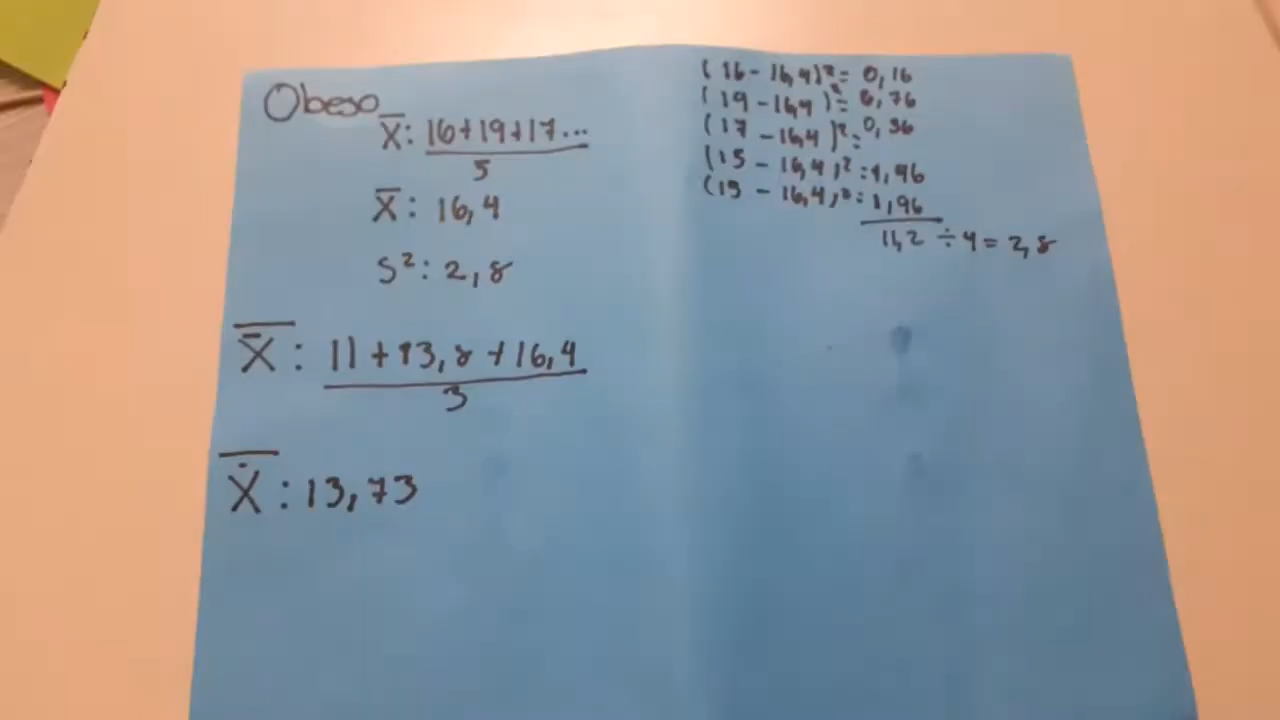 Obeso
X̄: 16+19+17...
5
X̄: 16,4
S²: 2,8
X̿: 11+13,8+16,4
3
X̿: 13,73
(16-16,4)²= 0,16
(19-16,4)²= 6,76
(17-16,4)²= 0,36
(15-16,4)²: 1,96
(15-16,4)²: 1,96
11,2 ÷ 4 = 2,8